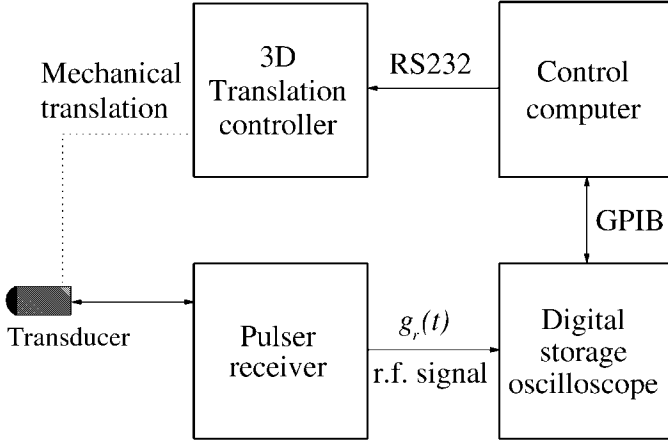 Mechanical
translation
3D
Translation
controller
RS232
Control
computer
GPIB
Transducer
Pulser
receiver
g_r(t)
r.f. signal
Digital
storage
oscilloscope